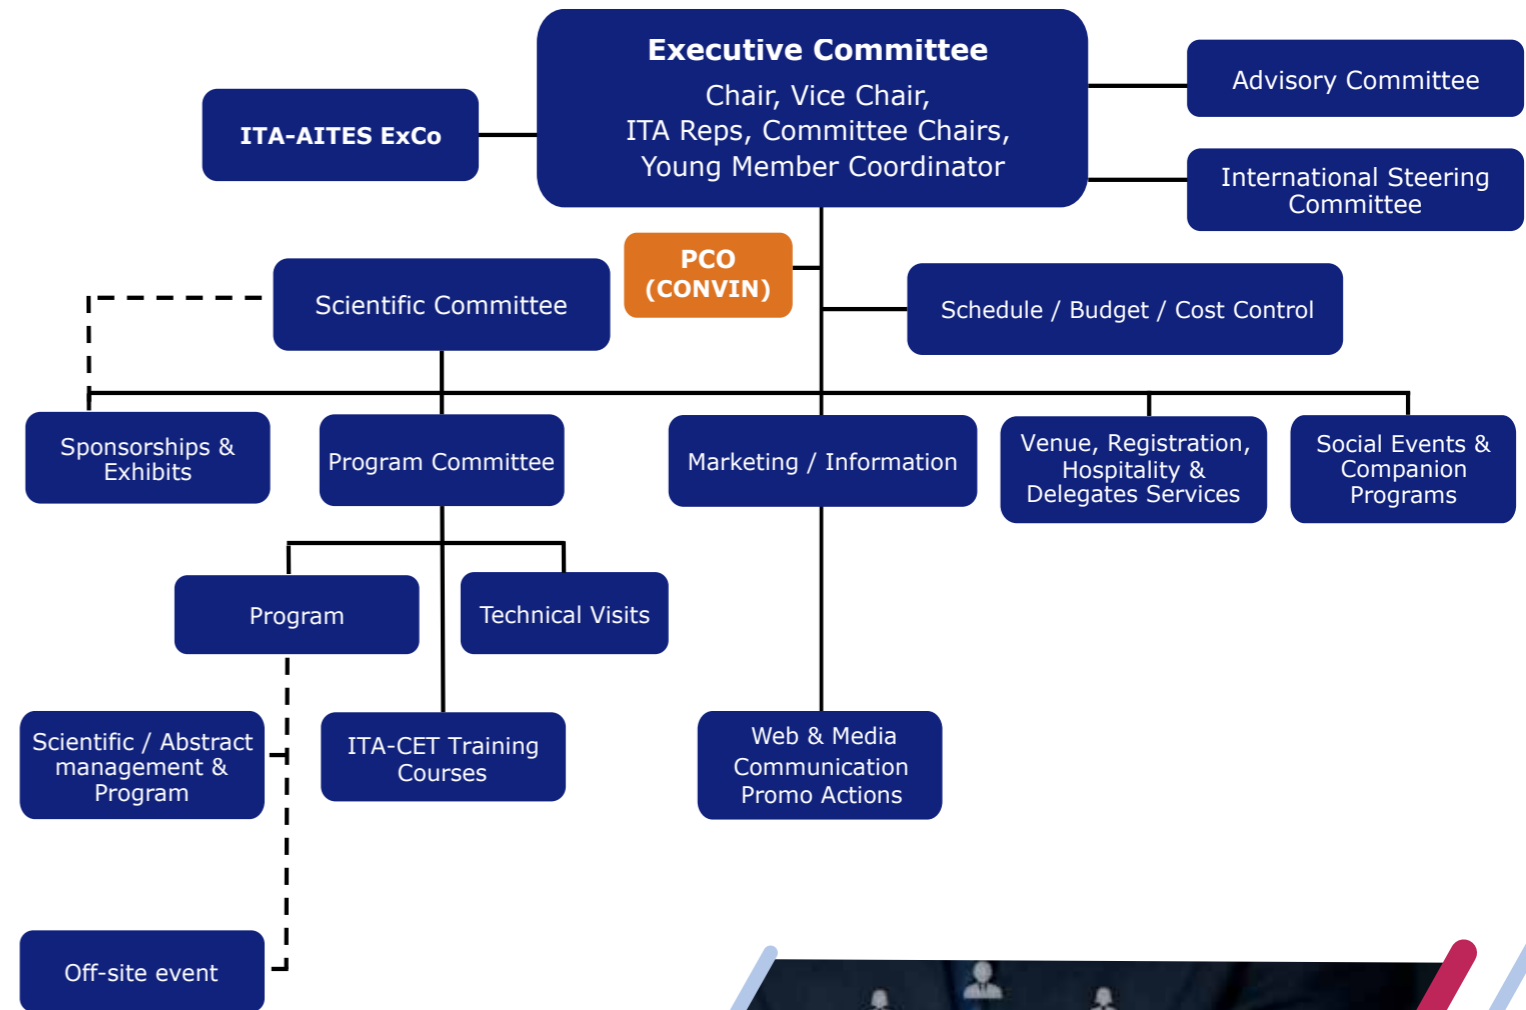 Executive Committee
Chair, Vice Chair,
ITA Reps, Committee Chairs,
Young Member Coordinator
Advisory Committee
ITA-AITES ExCo
International Steering
Committee
PCO
(CONVIN)
Scientific Committee
Schedule / Budget / Cost Control
Sponsorships &
Exhibits
Program Committee
Marketing / Information
Venue, Registration,
Hospitality &
Delegates Services
Social Events &
Companion
Programs
Program
Technical Visits
Scientific / Abstract
management &
Program
ITA-CET Training
Courses
Web & Media
Communication
Promo Actions
Off-site event